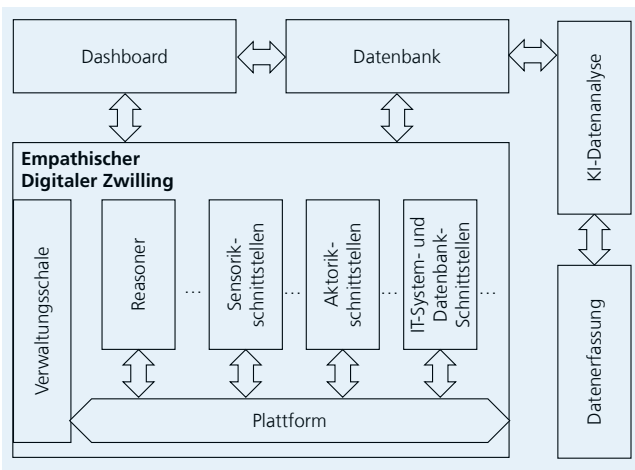 Dashboard
Datenbank
KI-Datenanalyse
Empathischer
Digitaler Zwilling
Verwaltungsschale
Reasoner
...
Sensorik-
schnittstellen
...
Aktorik-
schnittstellen
...
IT-System- und
Datenbank-
Schnittstellen
...
Datenerfassung
Plattform